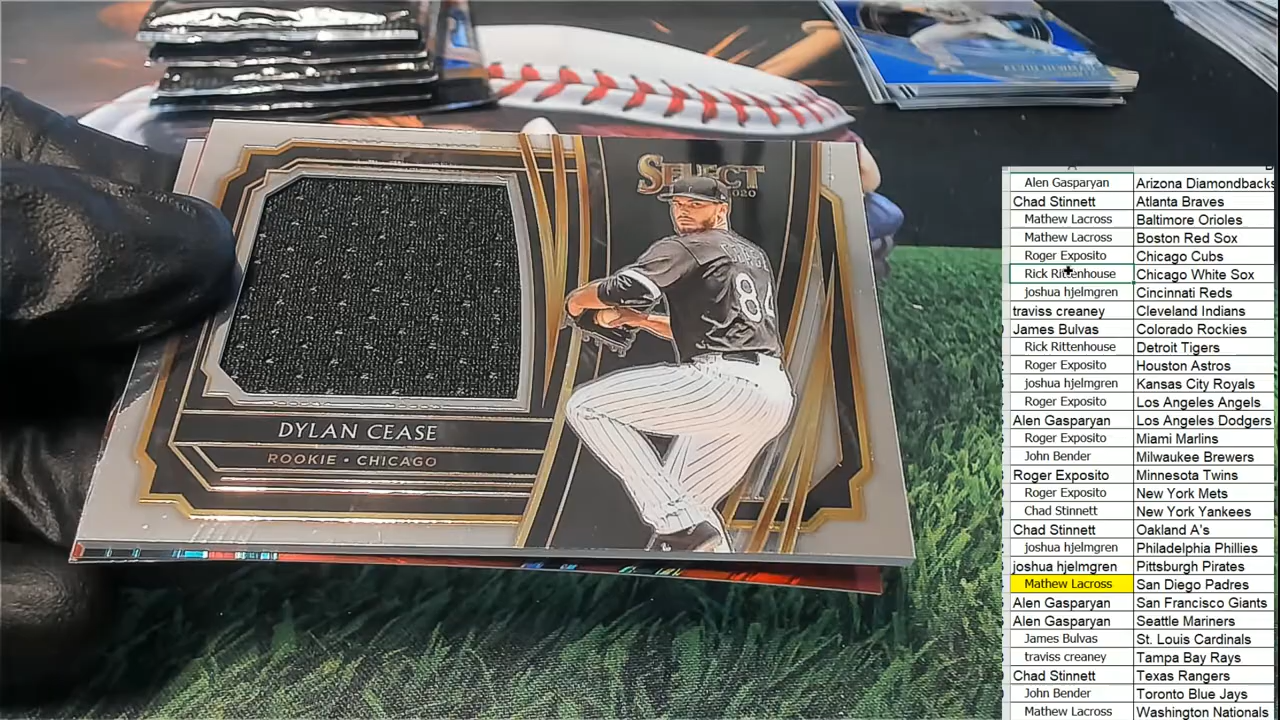 KEVIN NEWMAN
SELECT
2020
CEASE
84
DYLAN CEASE
ROOKIE • CHICAGO
Alen Gasparyan Arizona Diamondbacks
Chad Stinnett Atlanta Braves
Mathew Lacross Baltimore Orioles
Mathew Lacross Boston Red Sox
Roger Exposito Chicago Cubs
Rick Rittenhouse Chicago White Sox
joshua hjelmgren Cincinnati Reds
traviss creaney Cleveland Indians
James Bulvas Colorado Rockies
Rick Rittenhouse Detroit Tigers
Roger Exposito Houston Astros
joshua hjelmgren Kansas City Royals
Roger Exposito Los Angeles Angels
Alen Gasparyan Los Angeles Dodgers
Roger Exposito Miami Marlins
John Bender Milwaukee Brewers
Roger Exposito Minnesota Twins
Roger Exposito New York Mets
Chad Stinnett New York Yankees
Chad Stinnett Oakland A's
joshua hjelmgren Philadelphia Phillies
joshua hjelmgren Pittsburgh Pirates
Mathew Lacross San Diego Padres
Alen Gasparyan San Francisco Giants
Alen Gasparyan Seattle Mariners
James Bulvas St. Louis Cardinals
traviss creaney Tampa Bay Rays
Chad Stinnett Texas Rangers
John Bender Toronto Blue Jays
Mathew Lacross Washington Nationals